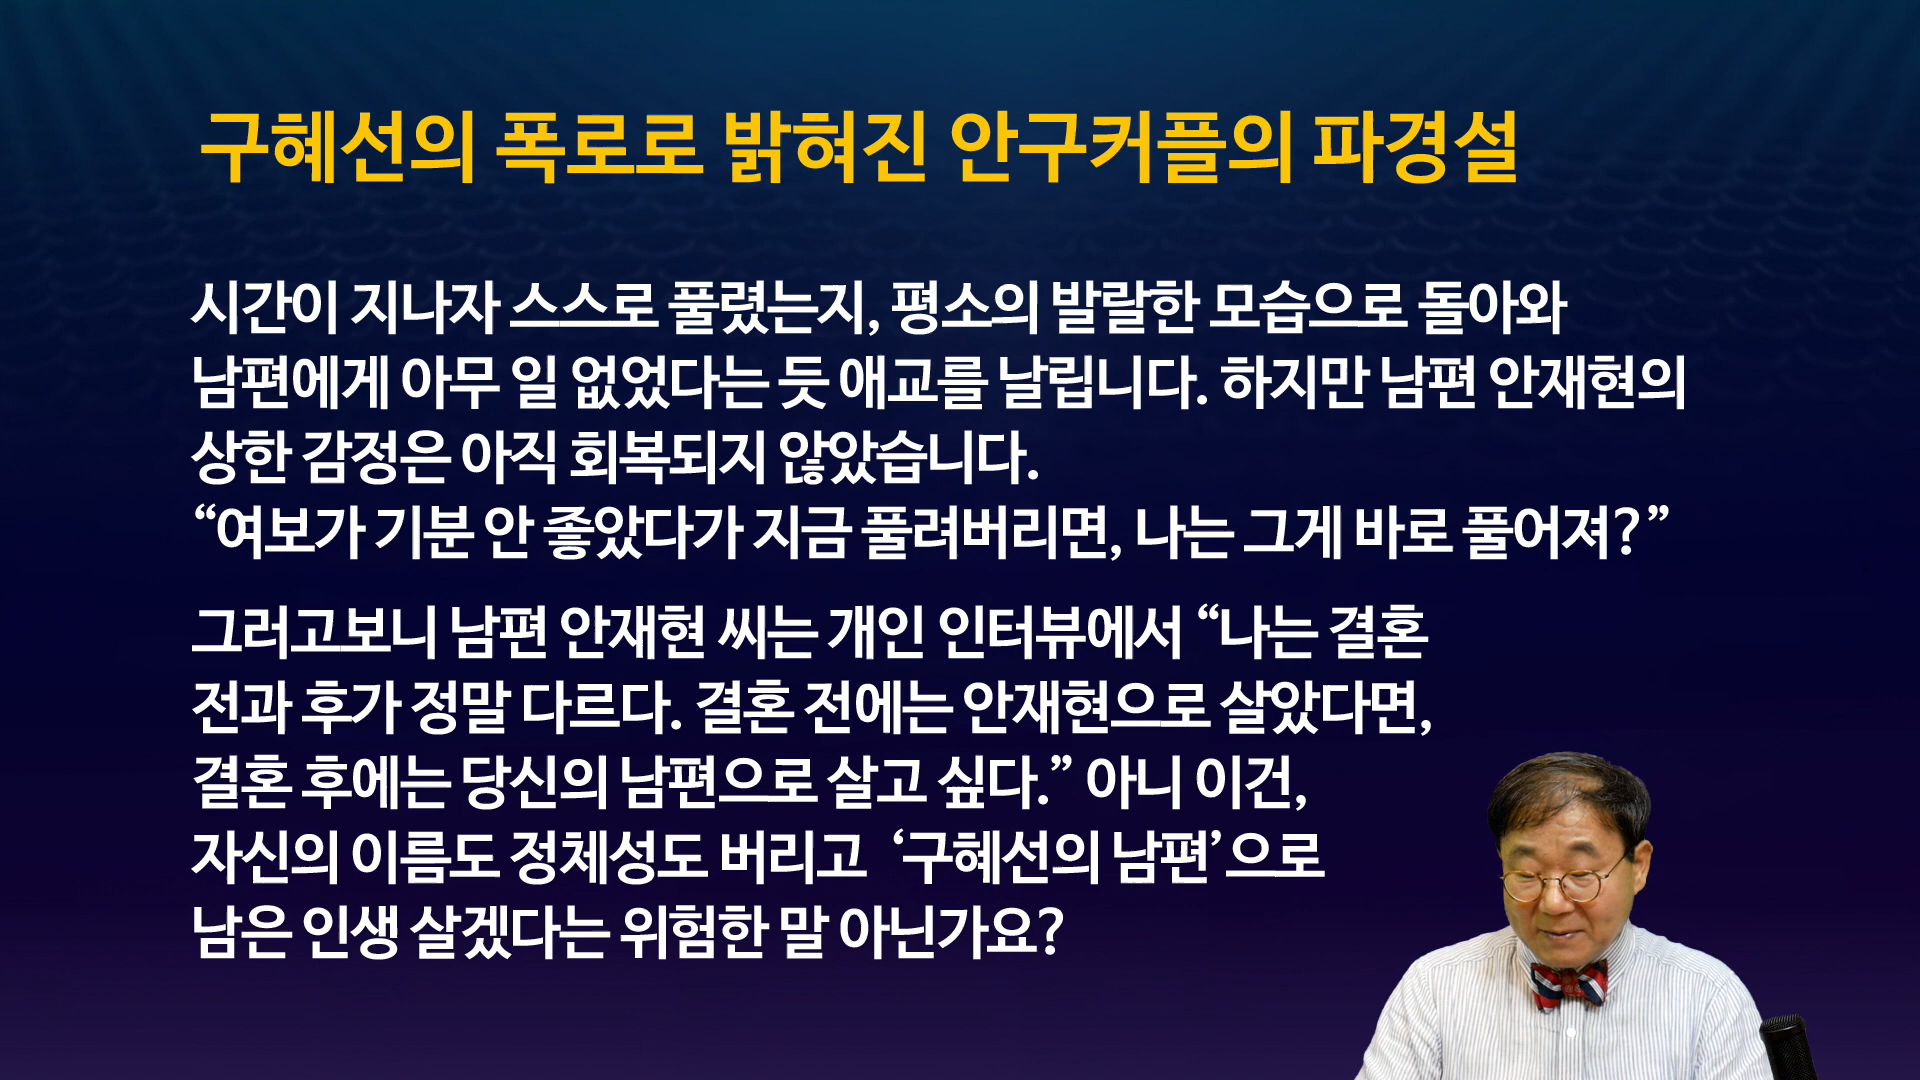 구혜선의 폭로로 밝혀진 안구커플의 파경설
시간이 지나자 스스로 풀렸는지, 평소의 발랄한 모습으로 돌아와
남편에게 아무 일 없었다는 듯 애교를 날립니다. 하지만 남편 안재현의
상한 감정은 아직 회복되지 않았습니다.
“여보가 기분 안 좋았다가 지금 풀려버리면, 나는 그게 바로 풀어져?”
그러고보니 남편 안재현 씨는 개인 인터뷰에서 “나는 결혼
전과 후가 정말 다르다. 결혼 전에는 안재현으로 살았다면,
결혼 후에는 당신의 남편으로 살고 싶다.” 아니 이건,
자신의 이름도 정체성도 버리고 ‘구혜선의 남편’으로
남은 인생 살겠다는 위험한 말 아닌가요?